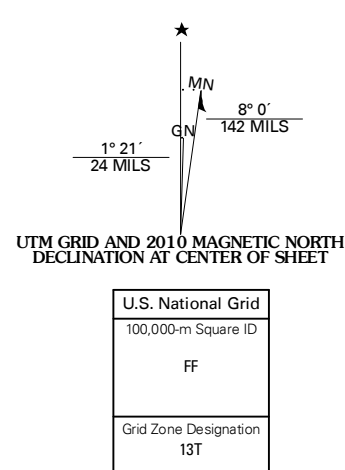 MN
8° 0´
142 MILS
GN
1° 21´
24 MILS
UTM GRID AND 2010 MAGNETIC NORTH
DECLINATION AT CENTER OF SHEET
U.S. National Grid
100,000-m Square ID
FF
Grid Zone Designation
13T